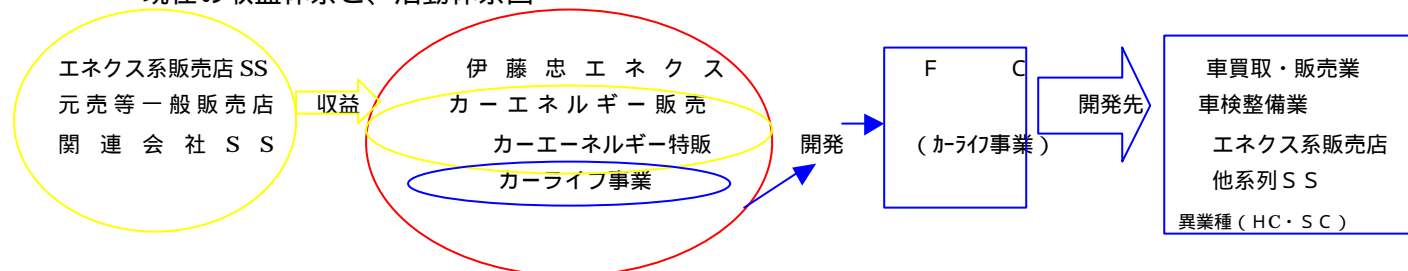 現在の収益体系と、活動体系図
エネクス系販売店SS
元売等一般販売店
関連会社SS
収益
伊藤忠エネクス
カーエネルギー販売
カーエーネルギー特販
カーライフ事業
開発
FC
(カーライフ事業)
開発先
車買取・販売業
車検整備業
エネクス系販売店
他系列SS
異業種(HC・SC)